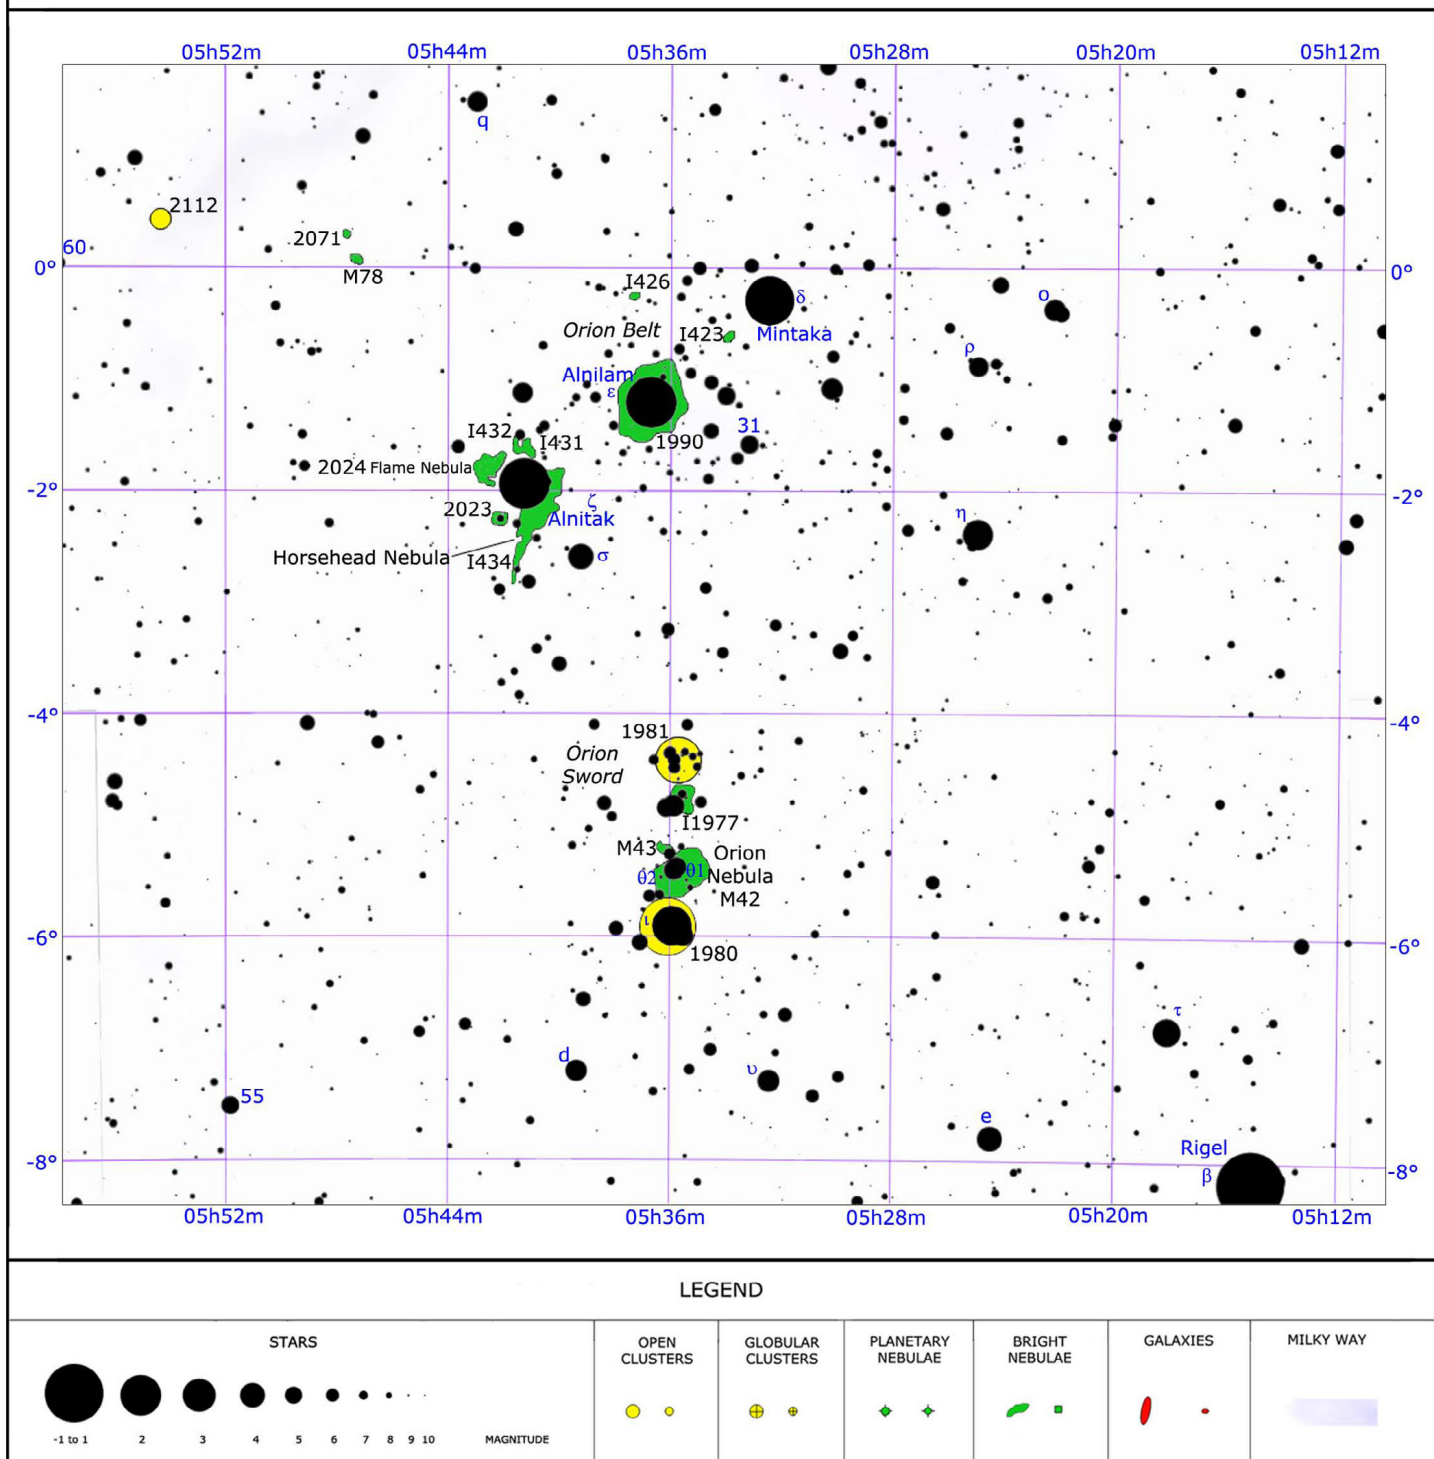 05h52m 05h44m 05h36m 05h28m 05h20m 05h12m
q
2112
2071
60
0° 0°
M78
I426
δ
ο
Orion Belt I423 Mintaka
ρ
Alnilam
ε
31
I432 I431 1990
2024 Flame Nebula
-2° -2°
ζ
2023 Alnitak
η
Horsehead Nebula σ
I434
-4° -4°
1981
Orion
Sword
I1977
M43 Orion
θ2 θ1 Nebula
M42
ι
-6° -6°
1980
τ
d υ
55
e
Rigel
-8° β -8°
05h52m 05h44m 05h36m 05h28m 05h20m 05h12m
LEGEND
STARS
-1 to 1 2 3 4 5 6 7 8 9 10 MAGNITUDE
OPEN
CLUSTERS
GLOBULAR
CLUSTERS
PLANETARY
NEBULAE
BRIGHT
NEBULAE
GALAXIES
MILKY WAY